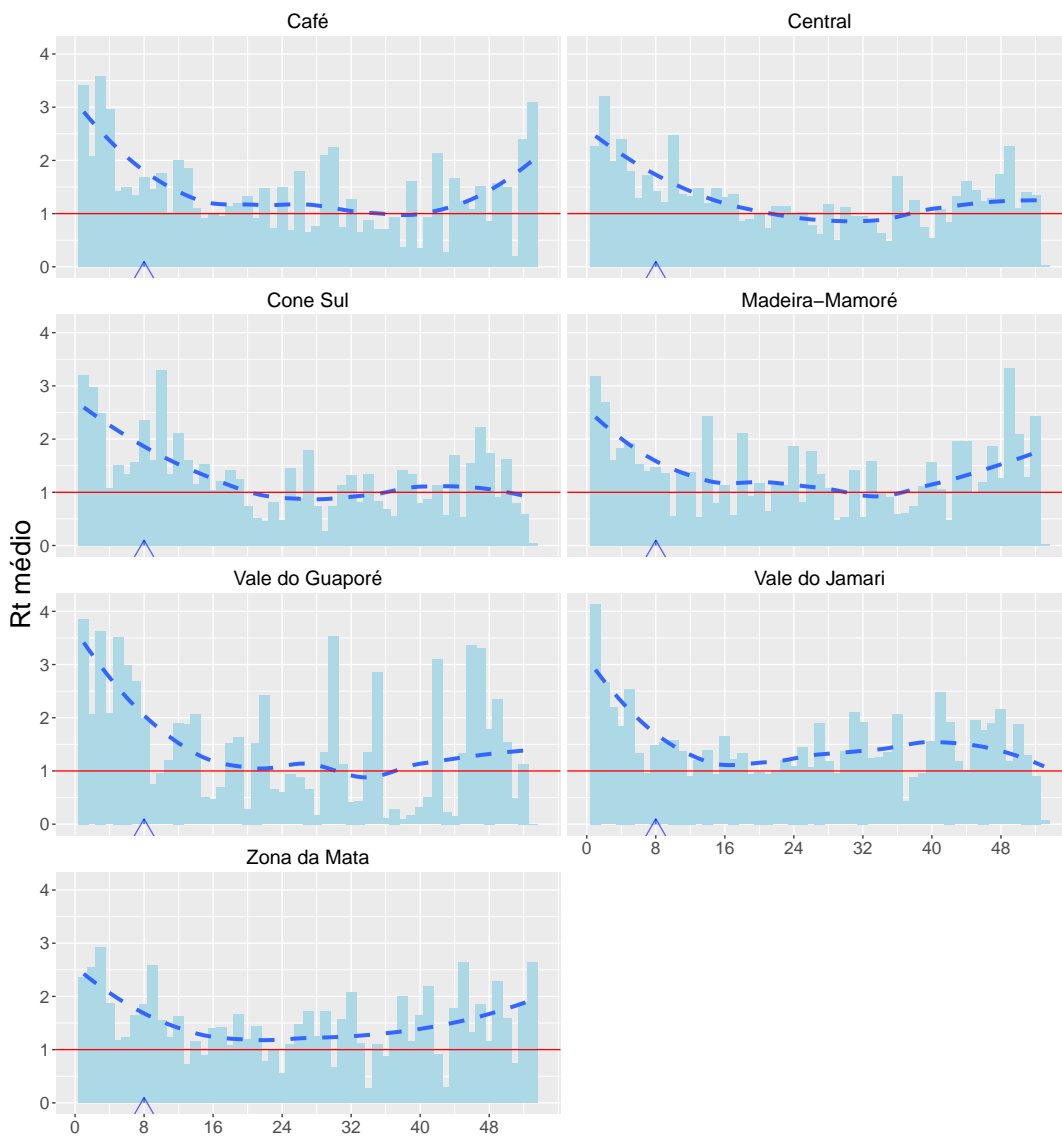 Café
Central
4
3
2
1
0
Cone Sul
Madeira−Mamoré
4
3
2
1
0
Rt médio
Vale do Guaporé
Vale do Jamari
4
3
2
1
0
0 8 16 24 32 40 48
Zona da Mata
4
3
2
1
0
0 8 16 24 32 40 48